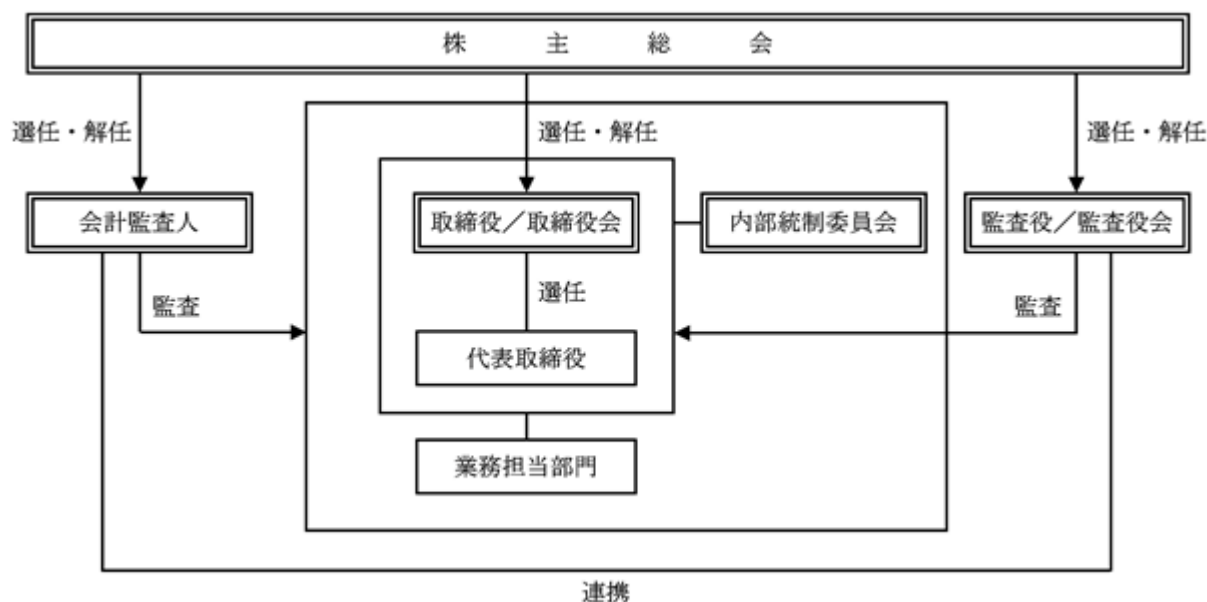 株主総会
選任・解任
選任・解任
選任・解任
会計監査人
取締役／取締役会
内部統制委員会
監査役／監査役会
選任
監査
監査
代表取締役
業務担当部門
連携